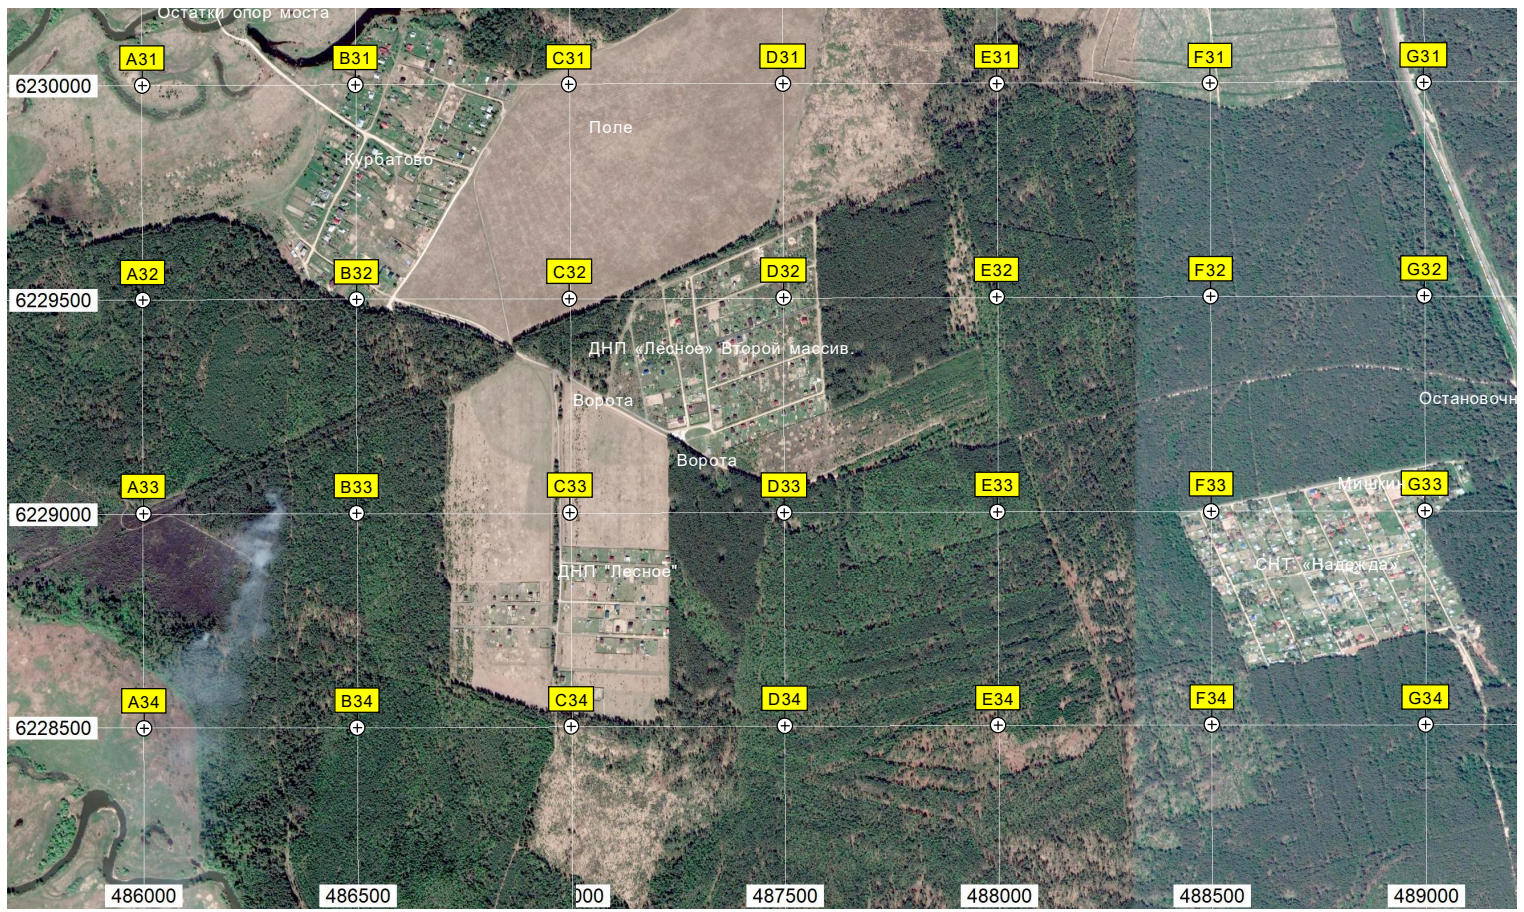 Остатки опор моста
A31 B31 C31 D31 E31 F31 G31
6230000
Поле
Курбатово
A32 B32 C32 D32 E32 F32 G32
6229500
ДНП «Лесное» Второй массив.
Ворота
Остановочн
Ворота
A33 B33 C33 D33 E33 F33 G33
Мишкин
6229000
СНТ «Надежда»
ДНП "Лесное"
A34 B34 C34 D34 E34 F34 G34
6228500
486000 486500 000 487500 488000 488500 489000